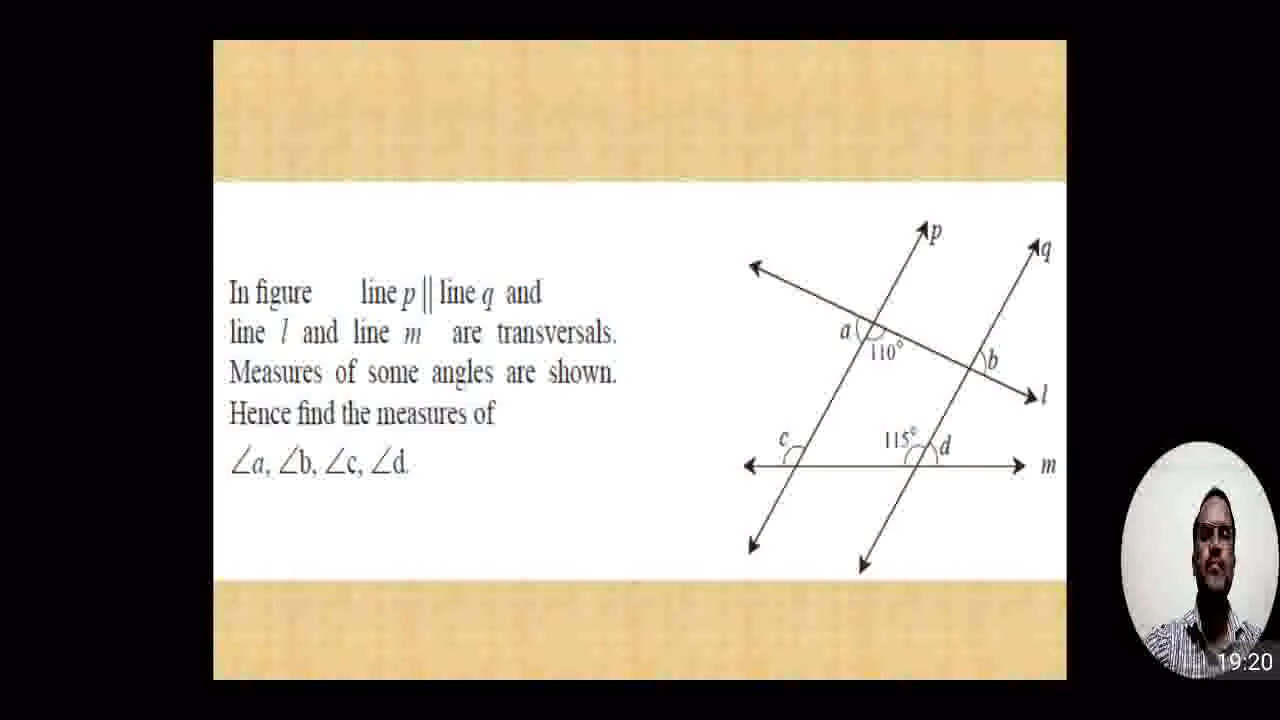 In figure line p || line q and
line l and line m are transversals.
Measures of some angles are shown.
Hence find the measures of
∠a, ∠b, ∠c, ∠d.
p
q
a
110°
b
l
c
115°
d
m
19:20